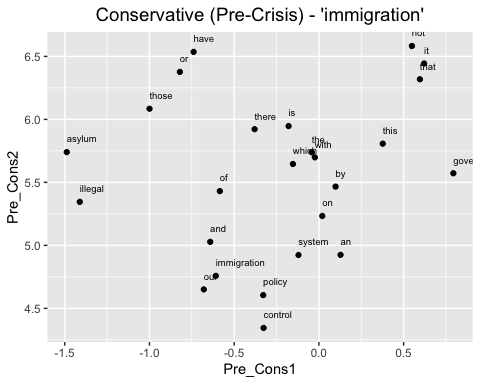 Conservative (Pre-Crisis) - 'immigration'
have
not
it
or
that
6.5
those
is
there
this
6.0
the
with
asylum
which
gove
Pre_Cons2
illegal
by
5.5
of
on
and
system
an
5.0
immigration
our
policy
4.5
control
-1.5
-1.0
-0.5
0.0
0.5
Pre_Cons1